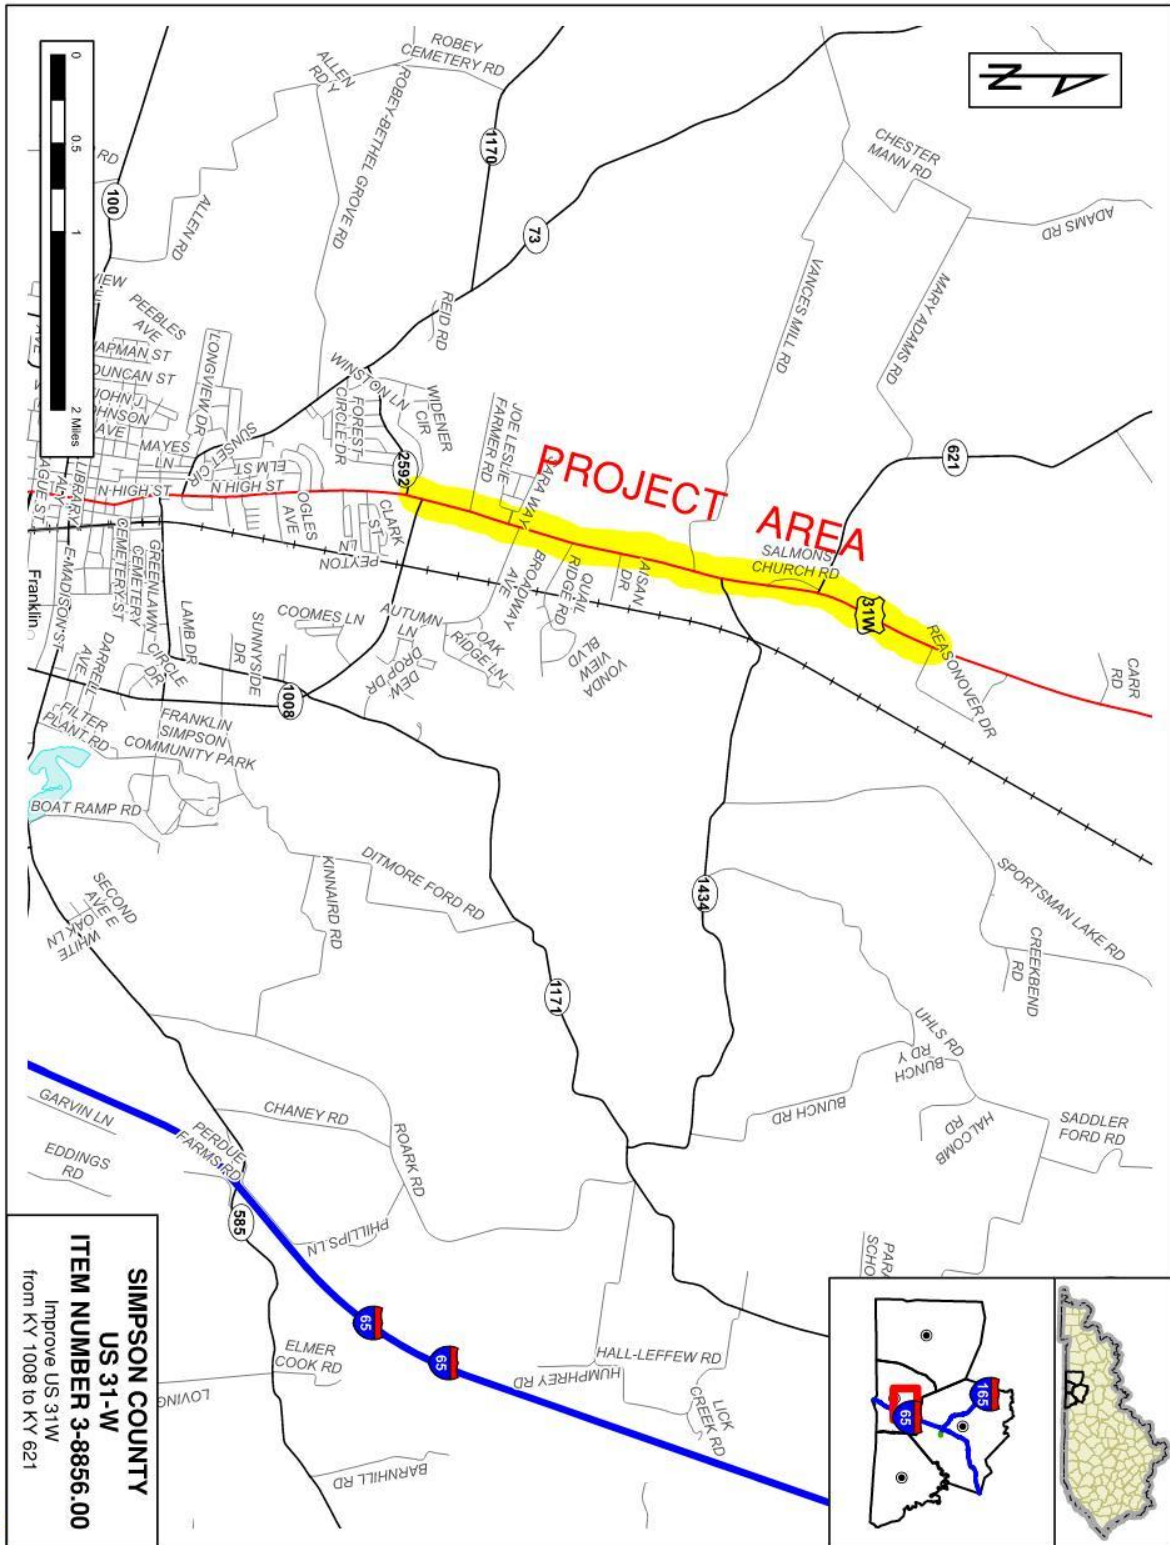 ROBEY
CEMETERY RD
ALLEN
RD Y
ROBEY-BETHEL GROVE RD
1170
73
CHESTER
MANN RD
ADAMS RD
N
0
0.5
1
2 Miles
RD
100
ALLEN RD
VANCES MILL RD
MARY ADAMS RD
REID RD
PEEBLES
AVE
LONGVIEW DR
DUNCAN ST
JOHN J
MAYES
LN
SUNSET CIR
ELM ST
N HIGH ST
N HIGH ST
WINSTON LN
FOREST
CIRCLE DR
WIDENER
CIR
2592
JOE LESLIE
FARMER RD
PROJECT AREA
621
SALMONS
CHURCH RD
31W
REASONOVER DR
CARR
RD
OGLES
AVE
CLARK
ST
PEYTON
LN
BROADWAY
AVE
QUAIL
RIDGE RD
AISAN
DR
VONDA
VIEW
BLVD
OAK
RIDGE LN
AUTUMN
LN
DEW
DROP DR
COOMES LN
SUNNYSIDE
DR
LAMB DR
GREENLAWN
CEMETERY
CEMETERY ST
CIRCLE
DR
E MADISON ST
Franklin
DARRELL
AVE
FILTER
PLANT RD
1008
FRANKLIN
SIMPSON
COMMUNITY PARK
BOAT RAMP RD
SECOND
AVE E
WHITE
OAK LN
KINNAIRD RD
DITMORE FORD RD
1434
1171
SPORTSMAN LAKE RD
CREEKBEND
RD
UHLS RD
BUNCH
RD Y
BUNCH RD
HALCOMB
RD
SADDLER
FORD RD
GARVIN LN
EDDINGS
RD
PERDUE
FARMS RD
CHANEY RD
ROARK RD
PHILLIPS LN
585
65
65
ELMER
COOK RD
LOVING
BARNHILL RD
HALL-LEFFEW RD
HUMPHREY RD
LICK
CREEK RD
165
65
SIMPSON COUNTY
US 31-W
ITEM NUMBER 3-8856.00
Improve US 31W
from KY 1008 to KY 621